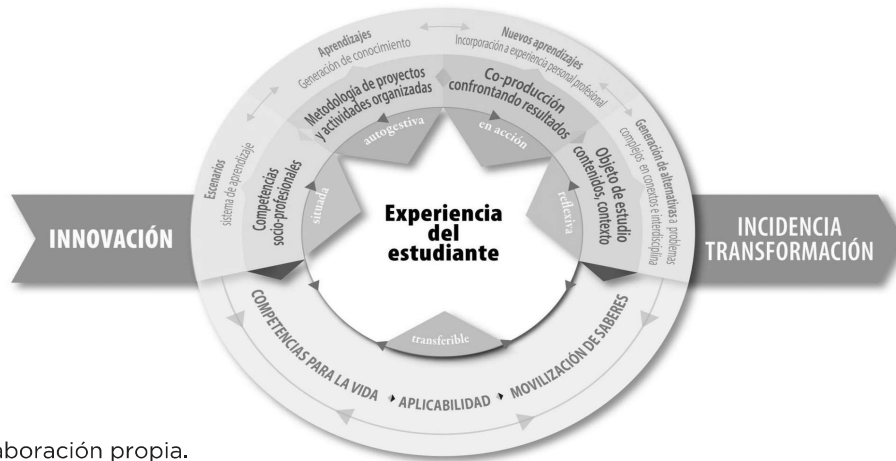 Aprendizajes
Generación de conocimiento
Nuevos aprendizajes
Incorporación a experiencia personal profesional
Escenarios
sistema de aprendizaje
Metodología de proyectos
y actividades organizadas
Co-producción
confrontando resultados
Generación de alternativas a problemas
complejos en conextos e interdisciplina
Competencias
socio-profesionales
Objeto de estudio
contenidos, contexto
autogestiva
en acción
situada
reflexiva
INNOVACIÓN
Experiencia
del
estudiante
INCIDENCIA
TRANSFORMACIÓN
transferible
COMPETENCIAS PARA LA VIDA
APLICABILIDAD
MOVILIZACIÓN DE SABERES
aboración propia.